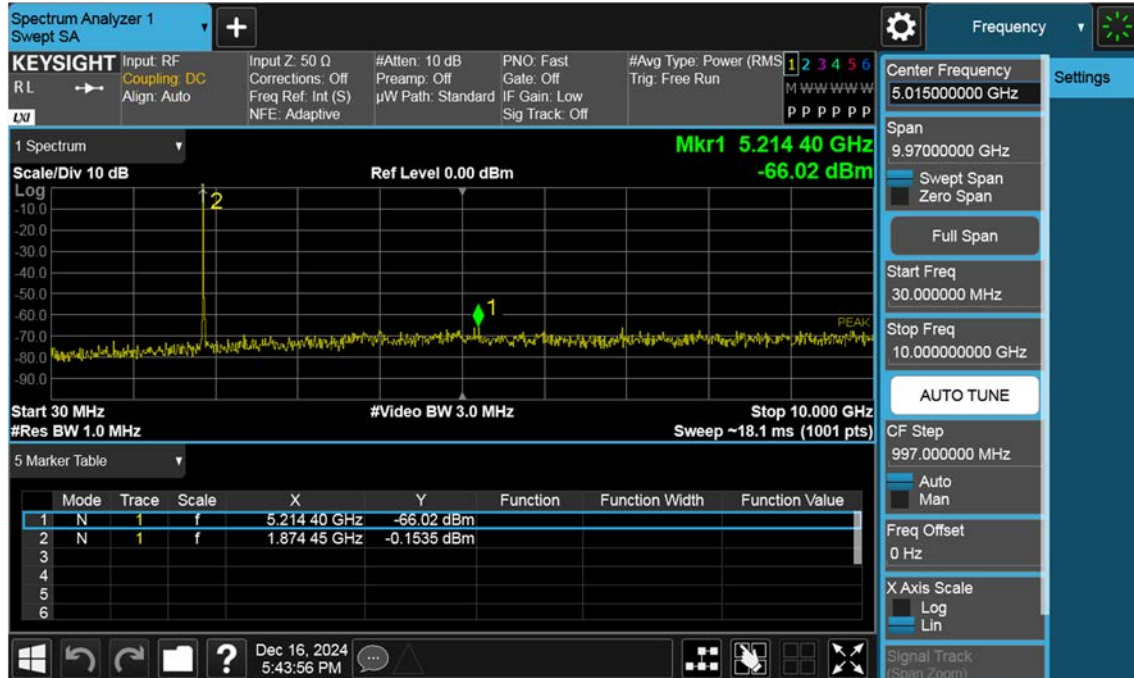 Spectrum Analyzer 1
Swept SA
Frequency
KEYSIGHT
R L
LXI
Input: RF
Coupling: DC
Align: Auto
Input Z: 50 Ω
Corrections: Off
Freq Ref: Int (S)
NFE: Adaptive
#Atten: 10 dB
Preamp: Off
µW Path: Standard
PNO: Fast
Gate: Off
IF Gain: Low
Sig Track: Off
#Avg Type: Power (RMS
Trig: Free Run
1 2 3 4 5 6
M W W W W W
P P P P P P
1 Spectrum
Mkr1 5.214 40 GHz
-66.02 dBm
Scale/Div 10 dB
Ref Level 0.00 dBm
Log
-10.0
-20.0
-30.0
-40.0
-50.0
-60.0
-70.0
-80.0
-90.0
2
1
PEAK
Start 30 MHz
#Video BW 3.0 MHz
Stop 10.000 GHz
#Res BW 1.0 MHz
Sweep ~18.1 ms (1001 pts)
5 Marker Table
Mode Trace Scale X Y Function Function Width Function Value
1 N 1 f 5.214 40 GHz -66.02 dBm
2 N 1 f 1.874 45 GHz -0.1535 dBm
3
4
5
6
Dec 16, 2024
5:43:56 PM
Center Frequency
5.015000000 GHz
Settings
Span
9.97000000 GHz
Swept Span
Zero Span
Full Span
Start Freq
30.000000 MHz
Stop Freq
10.000000000 GHz
AUTO TUNE
CF Step
997.000000 MHz
Auto
Man
Freq Offset
0 Hz
X Axis Scale
Log
Lin
Signal Track
(Span Zoom)